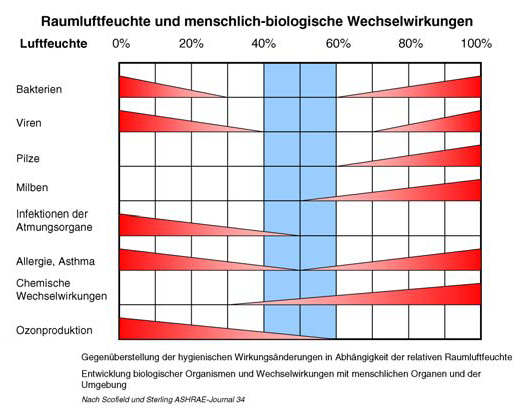 Raumluftfeuchte und menschlich-biologische Wechselwirkungen
Luftfeuchte 0% 20% 40% 60% 80% 100%
Bakterien
Viren
Pilze
Milben
Infektionen der
Atmungsorgane
Allergie, Asthma
Chemische
Wechselwirkungen
Ozonproduktion
Gegenüberstellung der hygienischen Wirkungsänderungen in Abhängigkeit der relativen Raumluftfeuchte
Entwicklung biologischer Organismen und Wechselwirkungen mit menschlichen Organen und der
Umgebung
Nach Scofield und Sterling ASHRAE-Journal 34